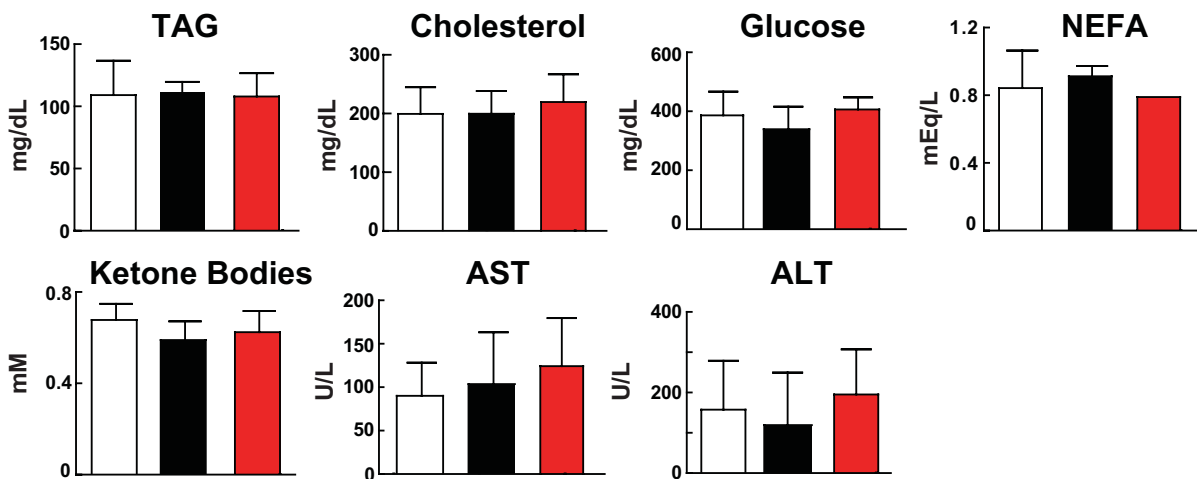 TAG
150
100
50
0
mg/dL
Cholesterol
300
200
100
0
mg/dL
Glucose
600
400
200
0
mg/dL
NEFA
1.2
0.8
0.4
0
mEq/L
Ketone Bodies
0.8
0.4
0
mM
AST
200
150
100
50
0
U/L
ALT
400
200
0
U/L